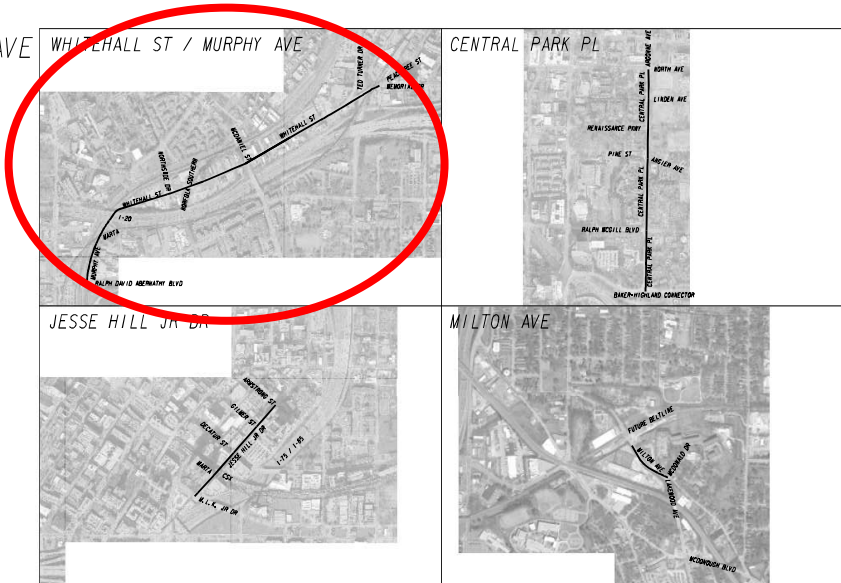 AVE
WHITEHALL ST / MURPHY AVE
TED TURNER DR
PEACHTREE ST
MEMORIAL DR
WHITEHALL ST
MCDANIEL ST
NORTHSIDE DR
NORFOLK SOUTHERN
WHITEHALL ST
I-20
MARTA
MURPHY AVE
RALPH DAVID ABERNATHY BLVD
CENTRAL PARK PL
ARGONNE AVE
NORTH AVE
CENTRAL PARK PL
LINDEN AVE
RENAISSANCE PKWY
PINE ST
ANGIER AVE
CENTRAL PARK PL
RALPH MCGILL BLVD
CENTRAL PARK PL
BAKER-HIGHLAND CONNECTOR
JESSE HILL JR DR
ARMSTRONG ST
GILMER ST
DECATUR ST
JESSE HILL JR DR
I-75 / I-85
MARTA
CSX
M.L.K. JR DR
MILTON AVE
FUTURE BELTLINE
MILTON AVE
MCDONALD DR
LAKEWOOD AVE
MCDONOUGH BLVD